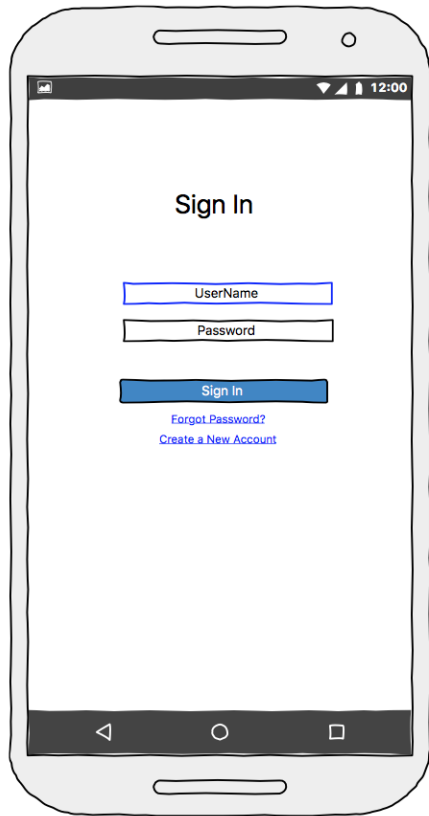 12:00
Sign In
UserName
Password
Sign In
Forgot Password?
Create a New Account